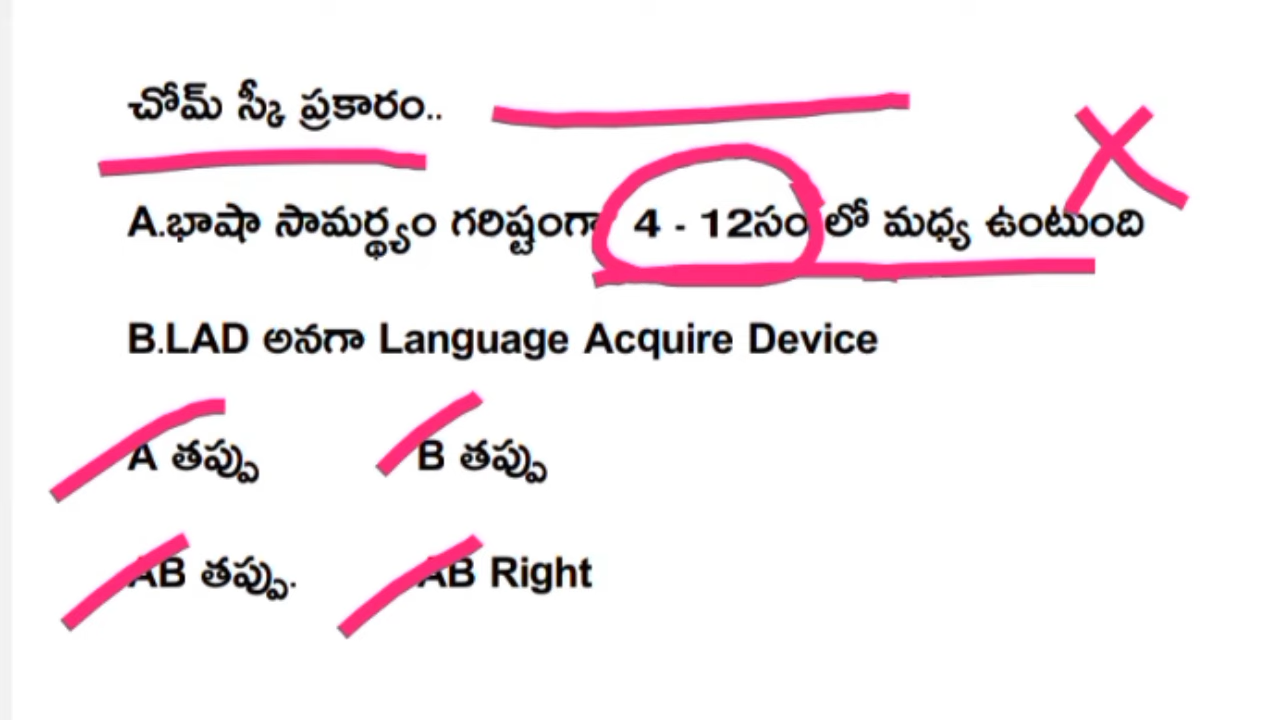 చోమ్ స్కీ ప్రకారం..
A.భాషా సామర్థ్యం గరిష్టంగా 4 - 12సం లో మధ్య ఉంటుంది
B.LAD అనగా Language Acquire Device
A తప్పు B తప్పు
AB తప్పు. AB Right